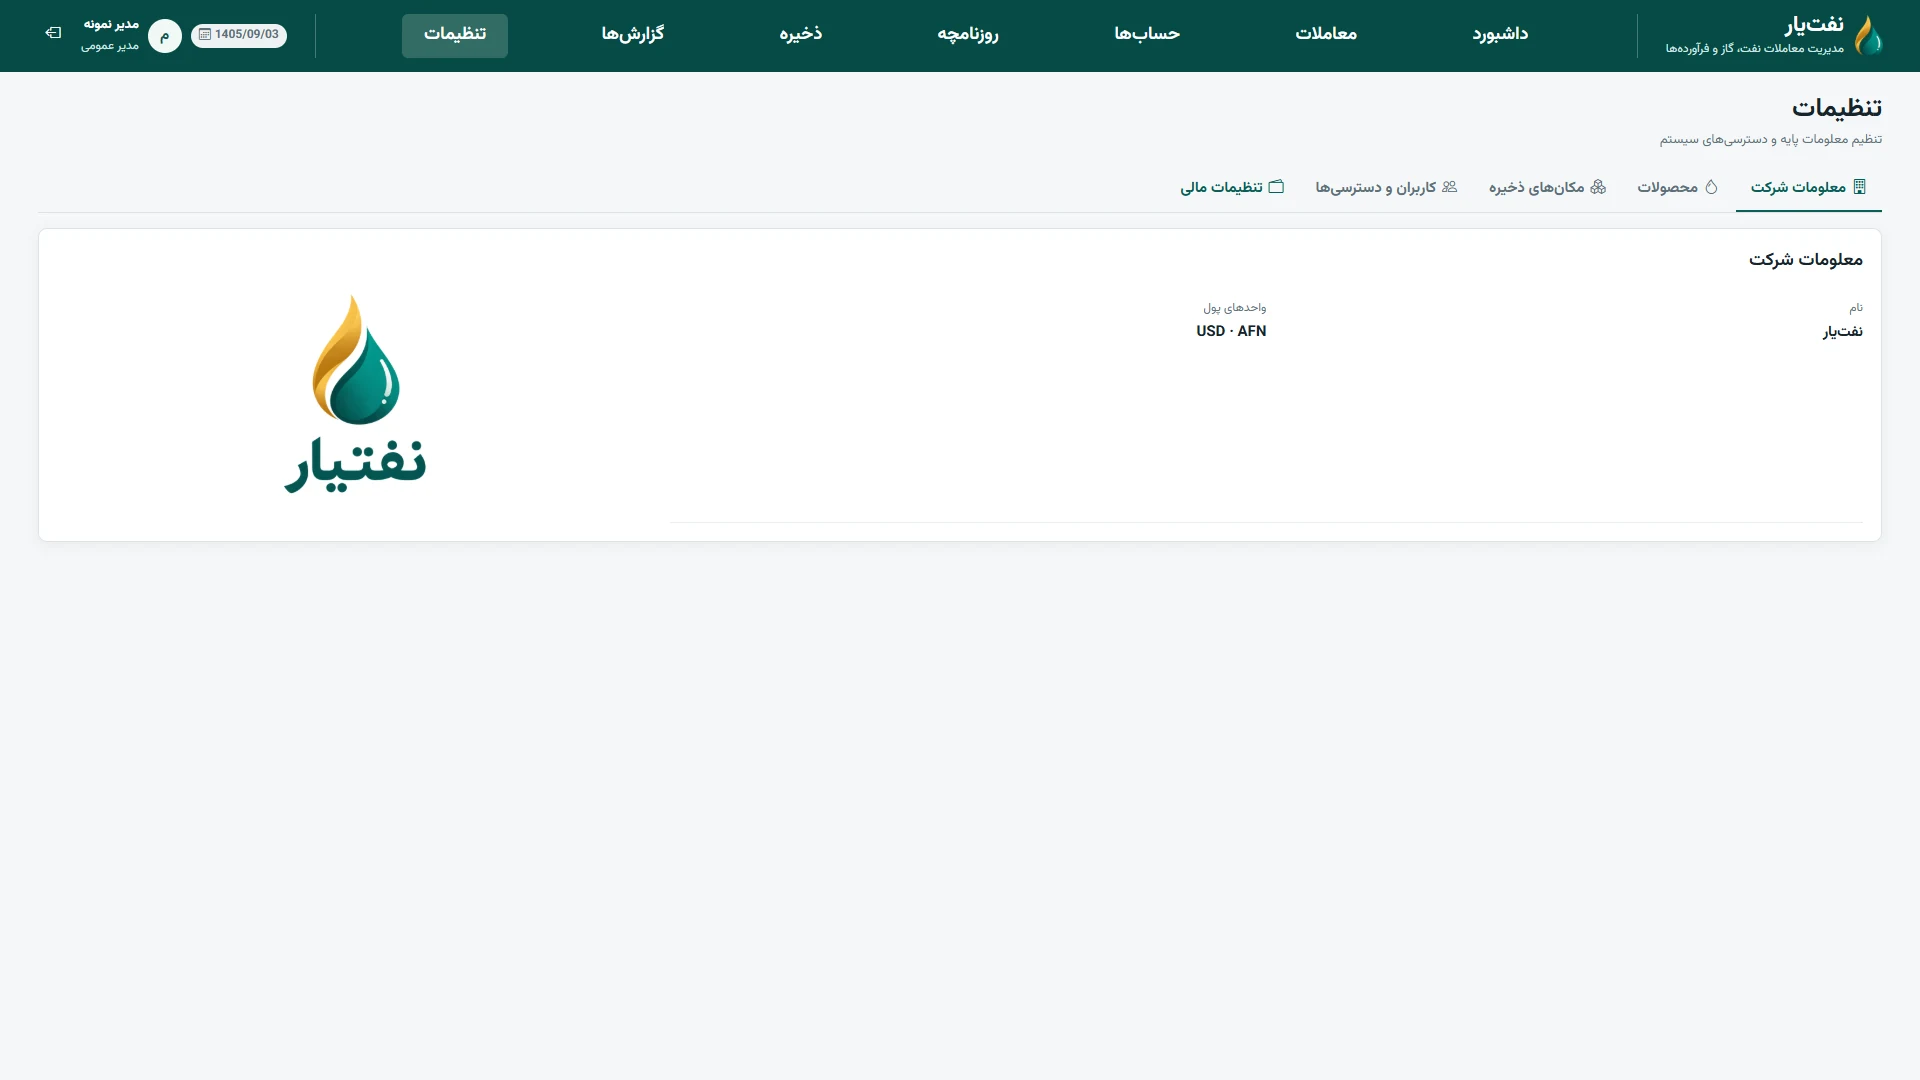 نفت‌یار
مدیریت معاملات نفت، گاز و فرآورده‌ها
داشبورد
معاملات
حساب‌ها
روزنامچه
ذخیره
گزارش‌ها
تنظیمات
1405/09/03
م
مدیر نمونه
مدیر عمومی
تنظیمات
تنظیم معلومات پایه و دسترسی‌های سیستم
معلومات شرکت
محصولات
مکان‌های ذخیره
کاربران و دسترسی‌ها
تنظیمات مالی
معلومات شرکت
نام
نفت‌یار
واحدهای پول
USD · AFN
نفتیار